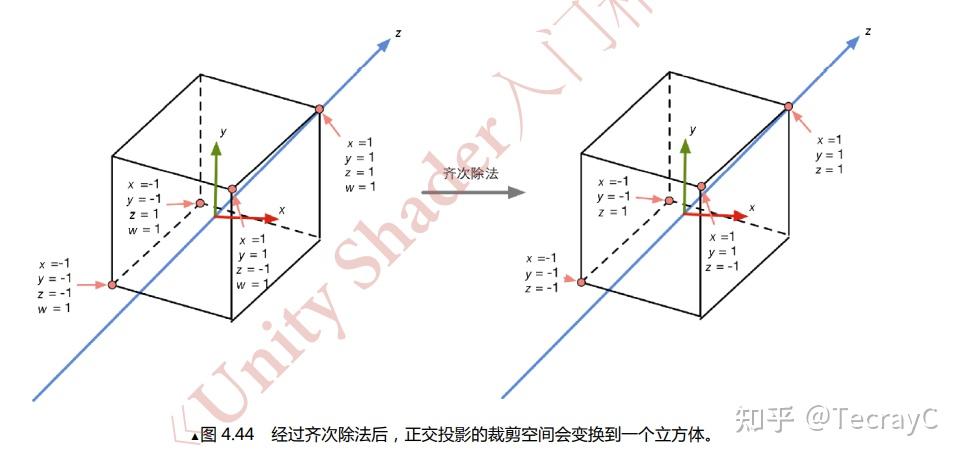 z
y
x
x =1
y = 1
z = 1
w = 1
x =-1
y = -1
z = 1
w = 1
x =1
y = 1
z = -1
w = 1
x =-1
y = -1
z = -1
w = 1
齐次除法
z
y
x
x =1
y = 1
z = 1
x =-1
y = -1
z = 1
x =1
y = 1
z = -1
x =-1
y = -1
z = -1
《Unity Shader入门精
▲图 4.44 经过齐次除法后，正交投影的裁剪空间会变换到一个立方体。
知乎 @TecrayC